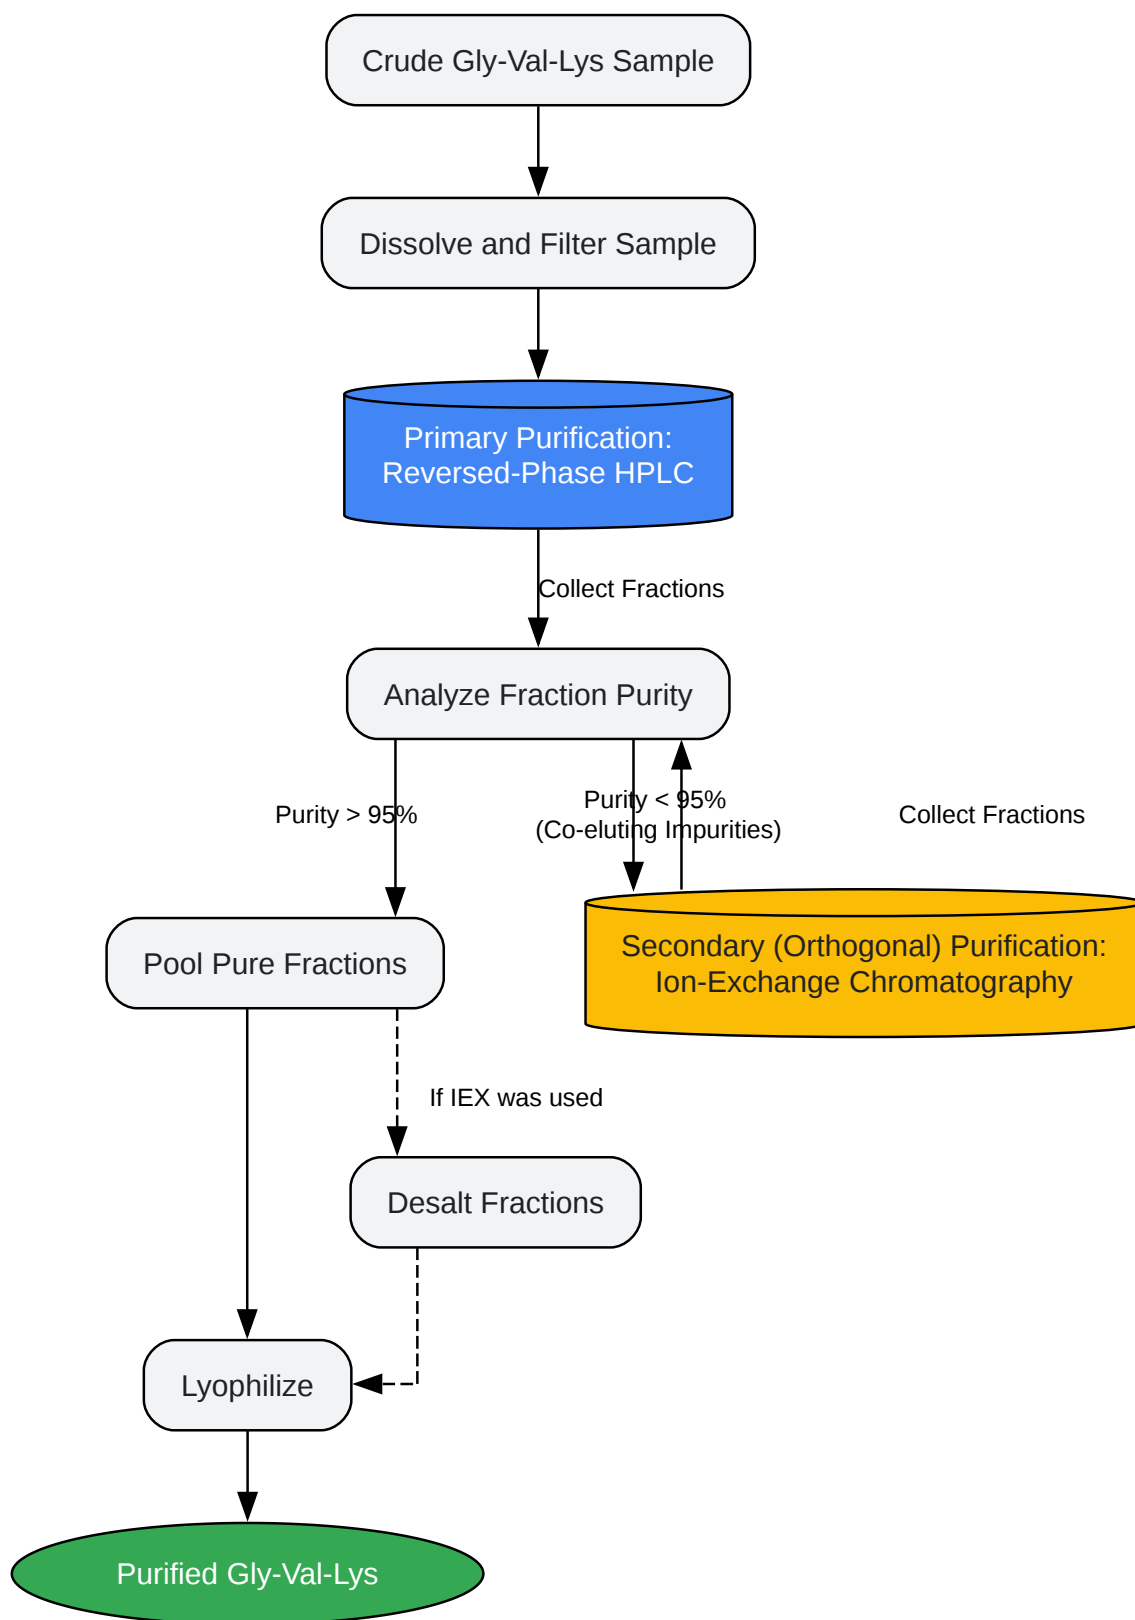 Crude Gly-Val-Lys Sample
Dissolve and Filter Sample
Primary Purification:
Reversed-Phase HPLC
Collect Fractions
Analyze Fraction Purity
Purity > 95%
Purity < 95%
(Co-eluting Impurities)
Collect Fractions
Pool Pure Fractions
Secondary (Orthogonal) Purification:
Ion-Exchange Chromatography
If IEX was used
Desalt Fractions
Lyophilize
Purified Gly-Val-Lys